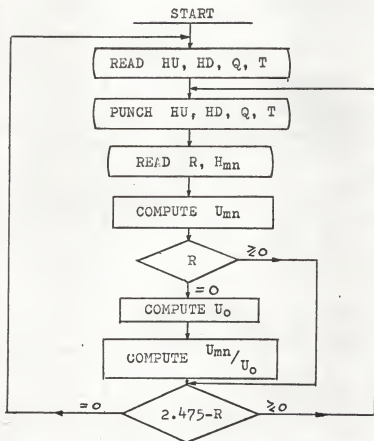 START
READ HU, HD, Q, T
PUNCH HU, HD, Q, T
READ R, Hmn
COMPUTE Umn
R
≥0
=0
COMPUTE Uo
COMPUTE Umn/Uo
=0
2.475-R
≥0